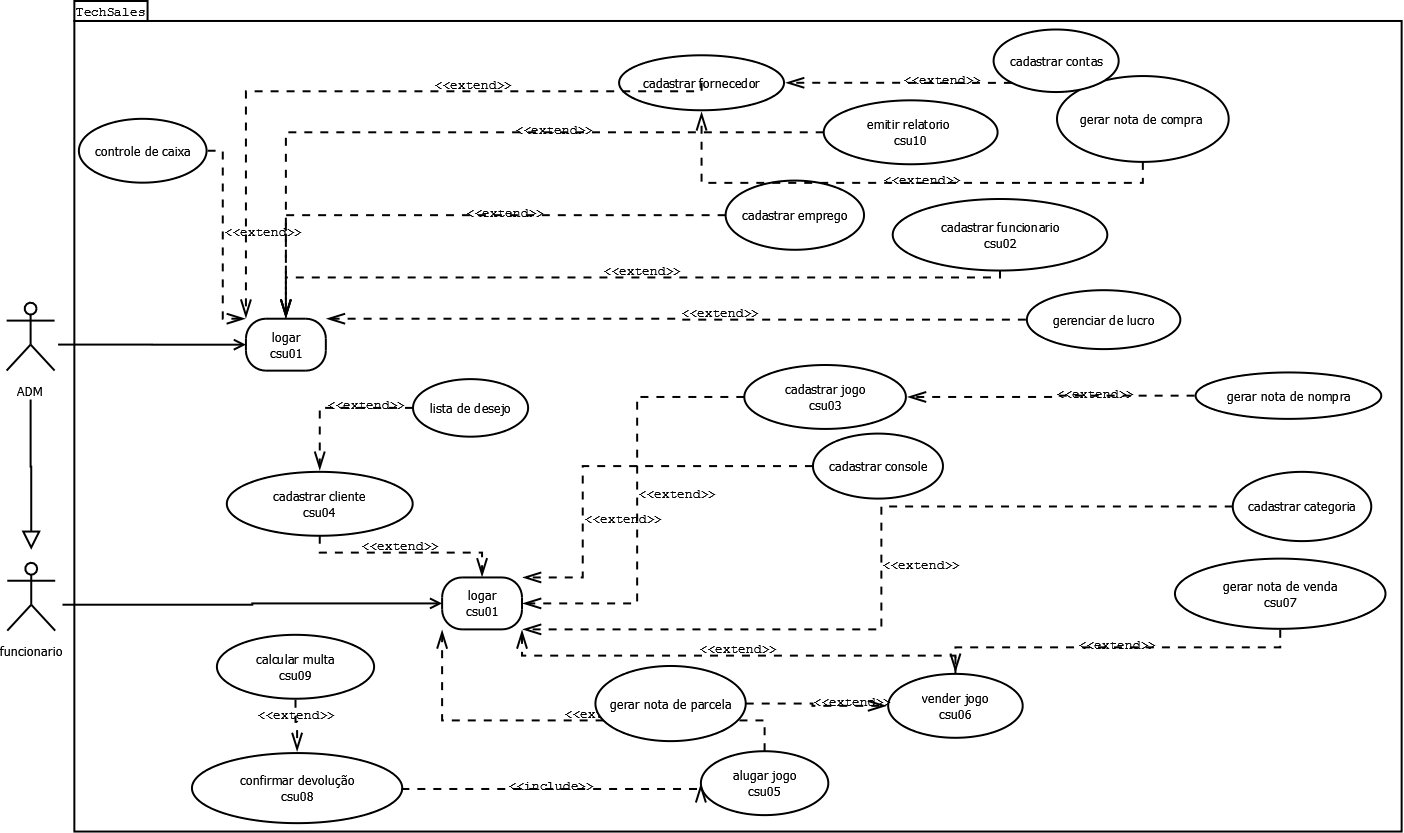 TechSales
cadastrar contas
<<extend>>
<<extend>>
cadastrar fornecedor
gerar nota de compra
emitir relatorio
csu10
<<extend>>
controle de caixa
<<extend>>
<<extend>>
cadastrar emprego
<<extend>>
cadastrar funcionario
csu02
<<extend>>
<<extend>>
gerenciar de lucro
logar
csu01
ADM
cadastrar jogo
csu03
<<extend>>
gerar nota de nompra
<<extend>>
lista de desejo
cadastrar console
cadastrar cliente
csu04
<<extend>>
cadastrar categoria
<<extend>>
<<extend>>
<<extend>>
gerar nota de venda
csu07
logar
csu01
funcionario
<<extend>>
<<extend>>
calcular multa
csu09
gerar nota de parcela
<<extend>>
vender jogo
csu06
<<extend>>
<<ex
confirmar devolução
csu08
<<include>>
alugar jogo
csu05